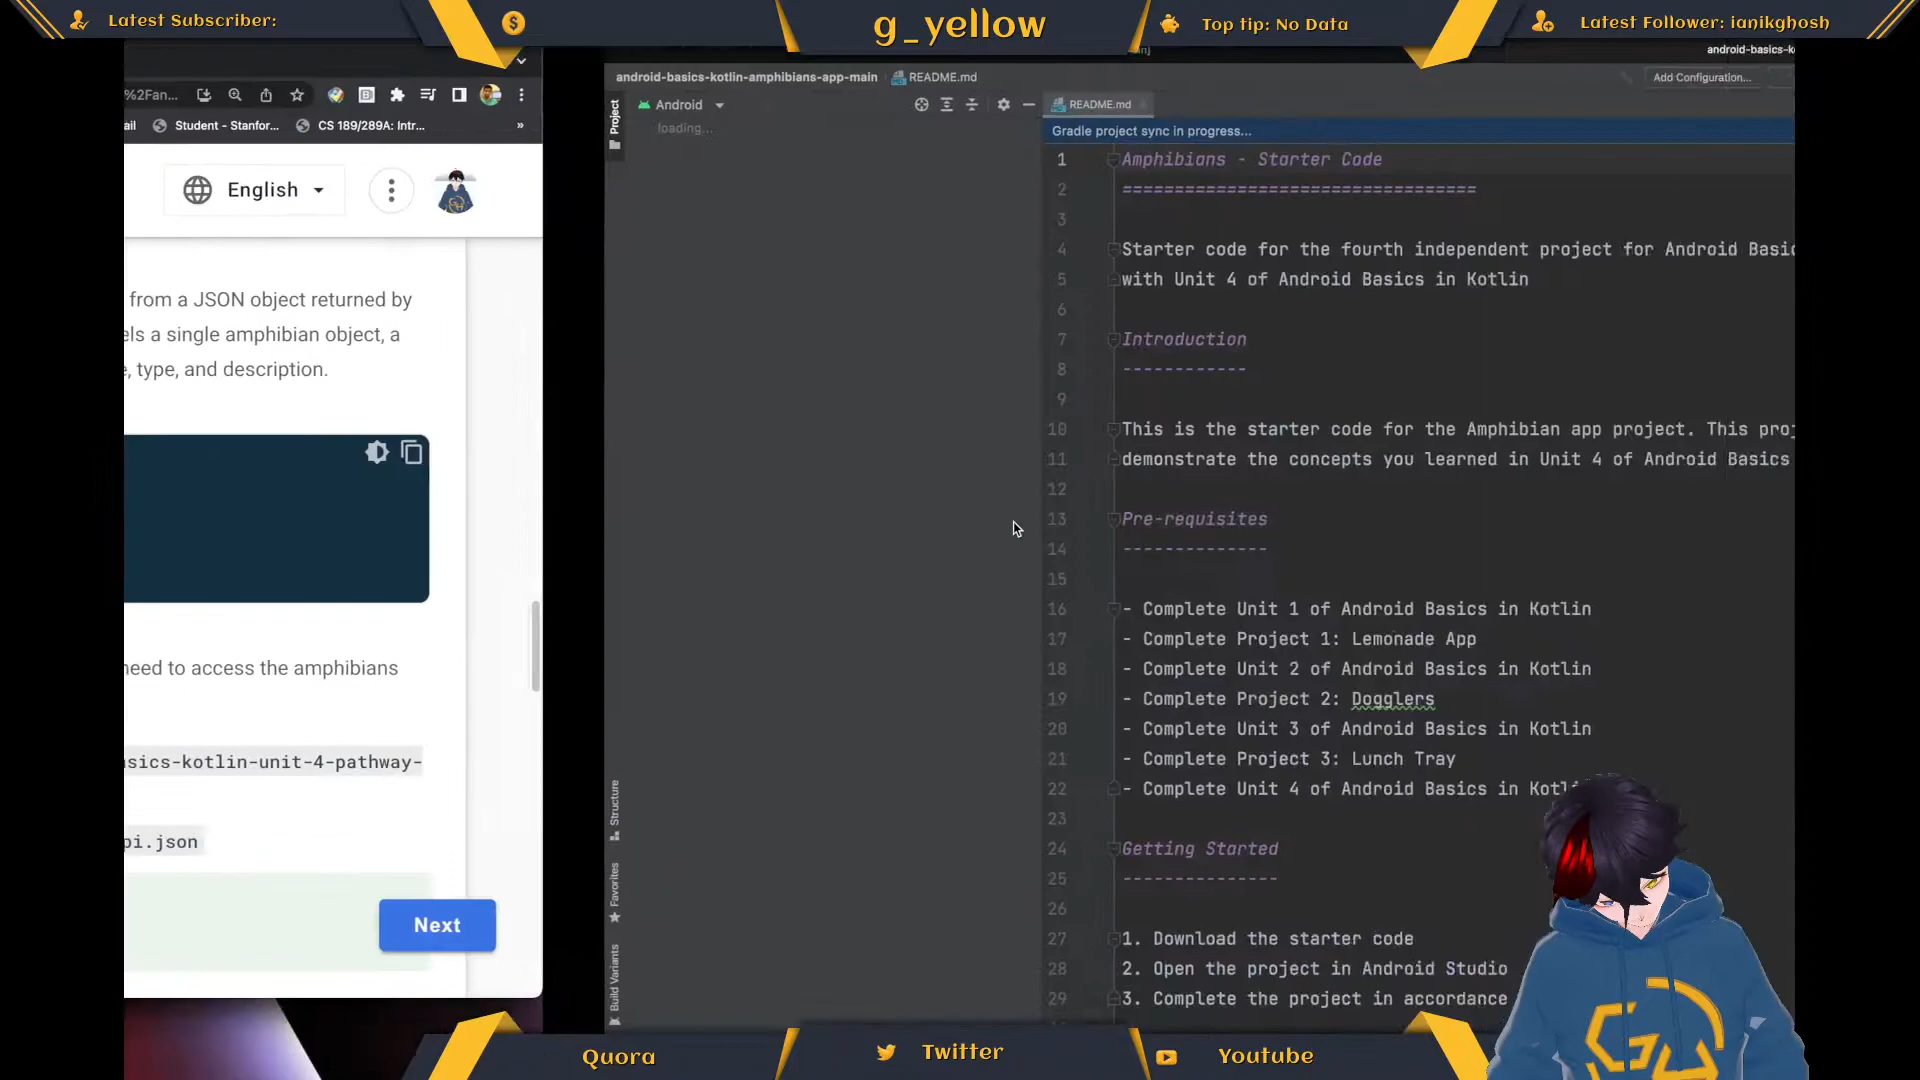 Latest Subscriber:
g_yellow
Top tip: No Data
Latest Follower: ianikghosh
android-basics-k
%2Fan...
ail
Student - Stanfor...
CS 189/289A: Intr...
»
English
from a JSON object returned by
els a single amphibian object, a
e, type, and description.
need to access the amphibians
sics-kotlin-unit-4-pathway-
pi.json
Next
android-basics-kotlin-amphibians-app-main
README.md
Add Configuration...
Project
Android
loading...
Structure
Favorites
Build Variants
README.md
Gradle project sync in progress...
1 Amphibians - Starter Code
2 ==================================
3
4 Starter code for the fourth independent project for Android Basic
5 with Unit 4 of Android Basics in Kotlin
6
7 Introduction
8 ------------
9
10 This is the starter code for the Amphibian app project. This proj
11 demonstrate the concepts you learned in Unit 4 of Android Basics
12
13 Pre-requisites
14 --------------
15
16 - Complete Unit 1 of Android Basics in Kotlin
17 - Complete Project 1: Lemonade App
18 - Complete Unit 2 of Android Basics in Kotlin
19 - Complete Project 2: Dogglers
20 - Complete Unit 3 of Android Basics in Kotlin
21 - Complete Project 3: Lunch Tray
22 - Complete Unit 4 of Android Basics in Kotli
23
24 Getting Started
25 ---------------
26
27 1. Download the starter code
28 2. Open the project in Android Studio
29 3. Complete the project in accordance
Quora
Twitter
Youtube